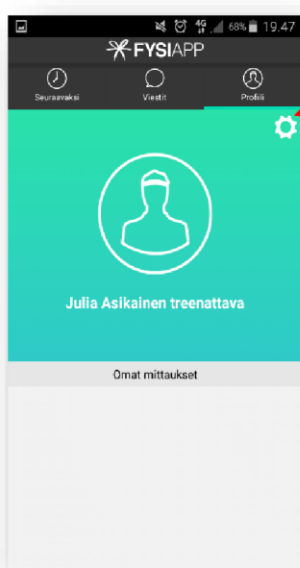 4G 68% 19.47
FYSIAPP
Seuraavaksi Viestit Profiili
Julia Asikainen treenattava
Omat mittaukset